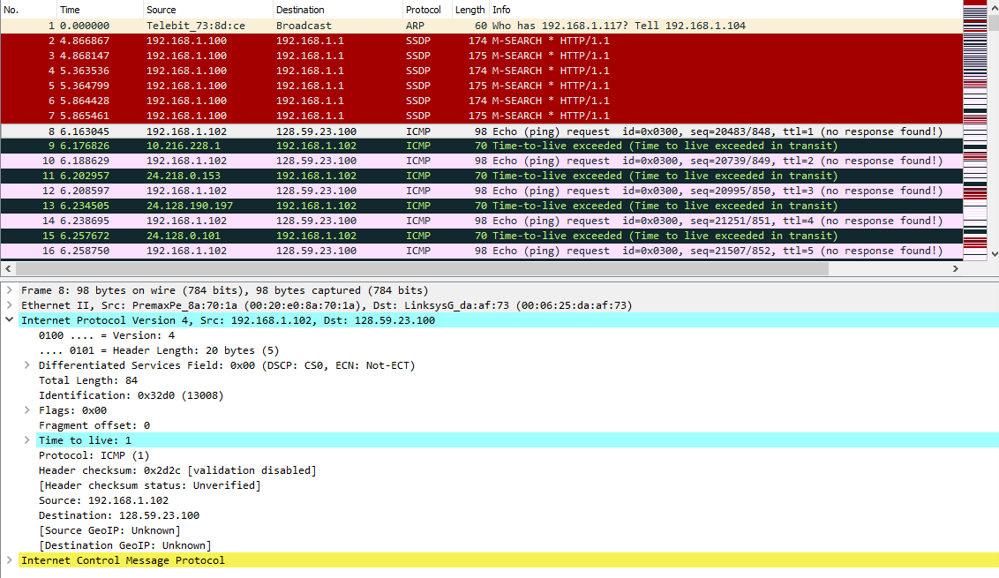 No. Time Source Destination Protocol Length Info
1 0.000000 Telebit_73:8d:ce Broadcast ARP 60 Who has 192.168.1.117? Tell 192.168.1.104
2 4.866867 192.168.1.100 192.168.1.1 SSDP 174 M-SEARCH * HTTP/1.1
3 4.868147 192.168.1.100 192.168.1.1 SSDP 175 M-SEARCH * HTTP/1.1
4 5.363536 192.168.1.100 192.168.1.1 SSDP 174 M-SEARCH * HTTP/1.1
5 5.364799 192.168.1.100 192.168.1.1 SSDP 175 M-SEARCH * HTTP/1.1
6 5.864428 192.168.1.100 192.168.1.1 SSDP 174 M-SEARCH * HTTP/1.1
7 5.865461 192.168.1.100 192.168.1.1 SSDP 175 M-SEARCH * HTTP/1.1
8 6.163045 192.168.1.102 128.59.23.100 ICMP 98 Echo (ping) request id=0x0300, seq=20483/848, ttl=1 (no response found!)
9 6.176826 10.216.228.1 192.168.1.102 ICMP 70 Time-to-live exceeded (Time to live exceeded in transit)
10 6.188629 192.168.1.102 128.59.23.100 ICMP 98 Echo (ping) request id=0x0300, seq=20739/849, ttl=2 (no response found!)
11 6.202957 24.218.0.153 192.168.1.102 ICMP 70 Time-to-live exceeded (Time to live exceeded in transit)
12 6.208597 192.168.1.102 128.59.23.100 ICMP 98 Echo (ping) request id=0x0300, seq=20995/850, ttl=3 (no response found!)
13 6.234505 24.128.190.197 192.168.1.102 ICMP 70 Time-to-live exceeded (Time to live exceeded in transit)
14 6.238695 192.168.1.102 128.59.23.100 ICMP 98 Echo (ping) request id=0x0300, seq=21251/851, ttl=4 (no response found!)
15 6.257672 24.128.0.101 192.168.1.102 ICMP 70 Time-to-live exceeded (Time to live exceeded in transit)
16 6.258750 192.168.1.102 128.59.23.100 ICMP 98 Echo (ping) request id=0x0300, seq=21507/852, ttl=5 (no response found!)
Frame 8: 98 bytes on wire (784 bits), 98 bytes captured (784 bits)
Ethernet II, Src: PremaxPe_8a:70:1a (00:20:e0:8a:70:1a), Dst: LinksysG_da:af:73 (00:06:25:da:af:73)
Internet Protocol Version 4, Src: 192.168.1.102, Dst: 128.59.23.100
0100 .... = Version: 4
.... 0101 = Header Length: 20 bytes (5)
Differentiated Services Field: 0x00 (DSCP: CS0, ECN: Not-ECT)
Total Length: 84
Identification: 0x32d0 (13008)
Flags: 0x00
Fragment offset: 0
Time to live: 1
Protocol: ICMP (1)
Header checksum: 0x2d2c [validation disabled]
[Header checksum status: Unverified]
Source: 192.168.1.102
Destination: 128.59.23.100
[Source GeoIP: Unknown]
[Destination GeoIP: Unknown]
Internet Control Message Protocol